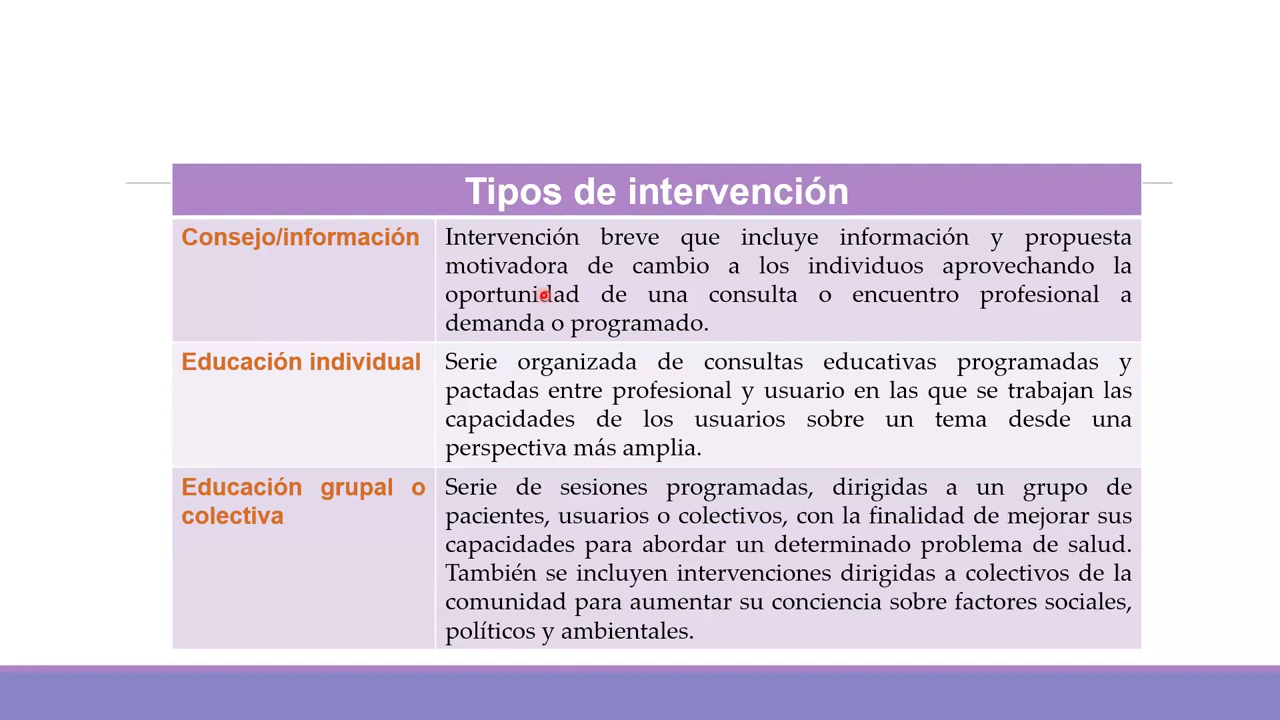 Tipos de intervención
Consejo/información
Intervención breve que incluye información y propuesta
motivadora de cambio a los individuos aprovechando la
oportunidad de una consulta o encuentro profesional a
demanda o programado.
Educación individual
Serie organizada de consultas educativas programadas y
pactadas entre profesional y usuario en las que se trabajan las
capacidades de los usuarios sobre un tema desde una
perspectiva más amplia.
Educación grupal o
colectiva
Serie de sesiones programadas, dirigidas a un grupo de
pacientes, usuarios o colectivos, con la finalidad de mejorar sus
capacidades para abordar un determinado problema de salud.
También se incluyen intervenciones dirigidas a colectivos de la
comunidad para aumentar su conciencia sobre factores sociales,
políticos y ambientales.